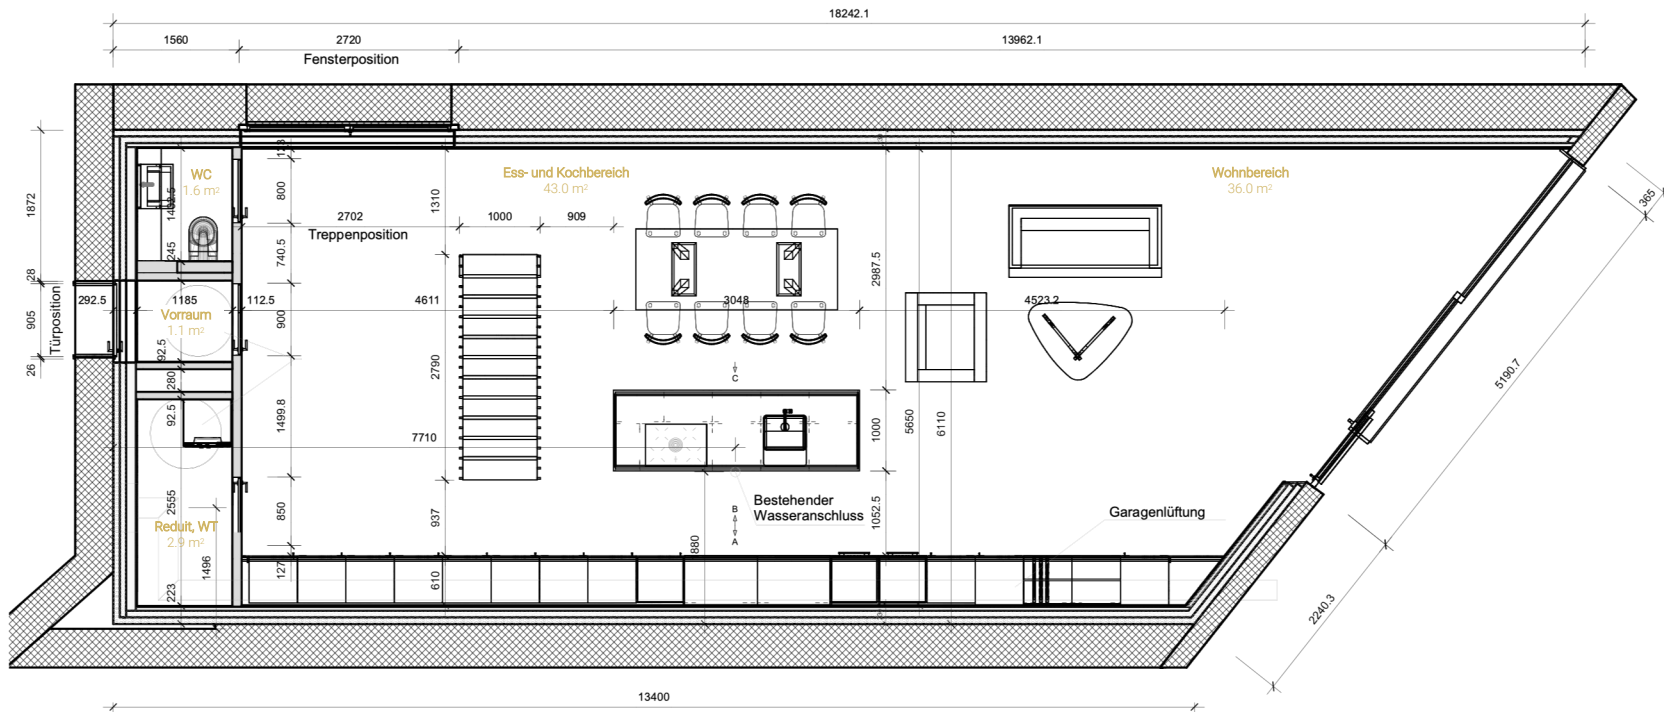 18242.1
1560
2720
13962.1
Fensterposition
WC
1.6 m²
Ess- und Kochbereich
43.0 m²
Wohnbereich
36.0 m²
1872
800
1310
365
2702
1000
909
Treppenposition
740.5
245
28
2987.5
292.5
1185
112.5
4611
3048
4523.2
Vorraum
1.1 m²
905
Türposition
900
92.5
26
280
2790
5190.7
C
92.5
1499.8
7710
1000
5650
6110
2555
850
937
Bestehender
Wasseranschluss
B
A
1052.5
Garagenlüftung
Reduit, WT
2.9 m²
1496
880
223
127
610
2240.3
13400